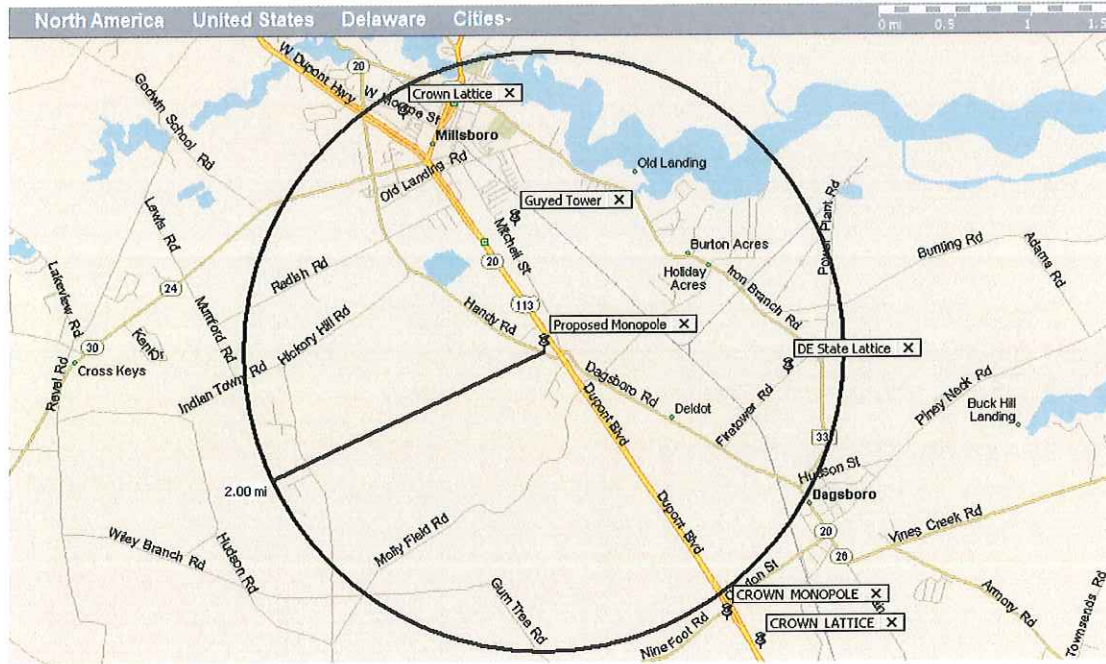 North America United States Delaware Cities-
0 mi 0.5 1 1.5
W Dupont Hwy
20
W Monroe St
Crown Lattice X
Godwin School Rd
Millsboro
Old Landing Rd
Old Landing
Guyed Tower X
Lewis Rd
Mitchell St
Power Plant Rd
Burton Acres
Bunting Rd
Adams Rd
20
Holiday Acres
Iron Branch Rd
Lakeview Rd
24
Radish Rd
113
Mumford Rd
Handy Rd
Proposed Monopole X
Hickory Hill Rd
30
DE State Lattice X
Cross Keys
Revel Rd
Indian Town Rd
Dagsboro Rd
Piney Neck Rd
Buck Hill Landing
Dupont Blvd
Deldot
Firetower Rd
33
Hudson St
2.00 mi
Dagsboro
Dupont Blvd
20
Vines Creek Rd
Wiley Branch Rd
Hudson Rd
Molly Field Rd
26
Gum Tree Rd
CROWN MONOPOLE X
Armory Rd
Townsends Rd
Nine Foot Rd
CROWN LATTICE X